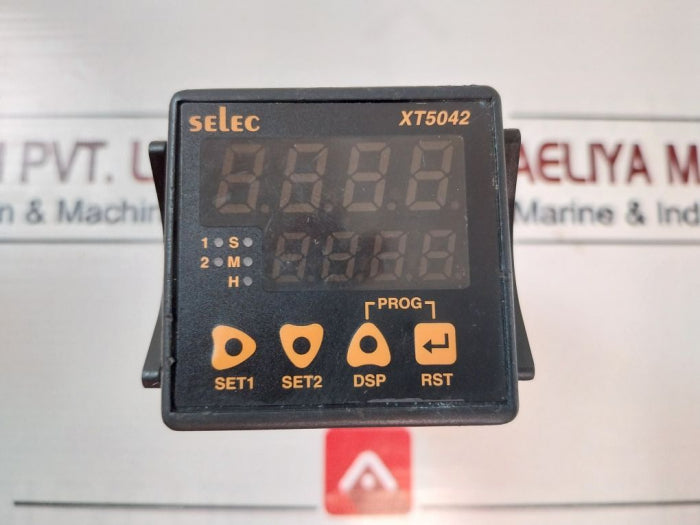 selec XT5042
PVT. AELIYA M
n & Machin Marine & Ind
1 S
2 M
H
PROG
SET1 SET2 DSP RST